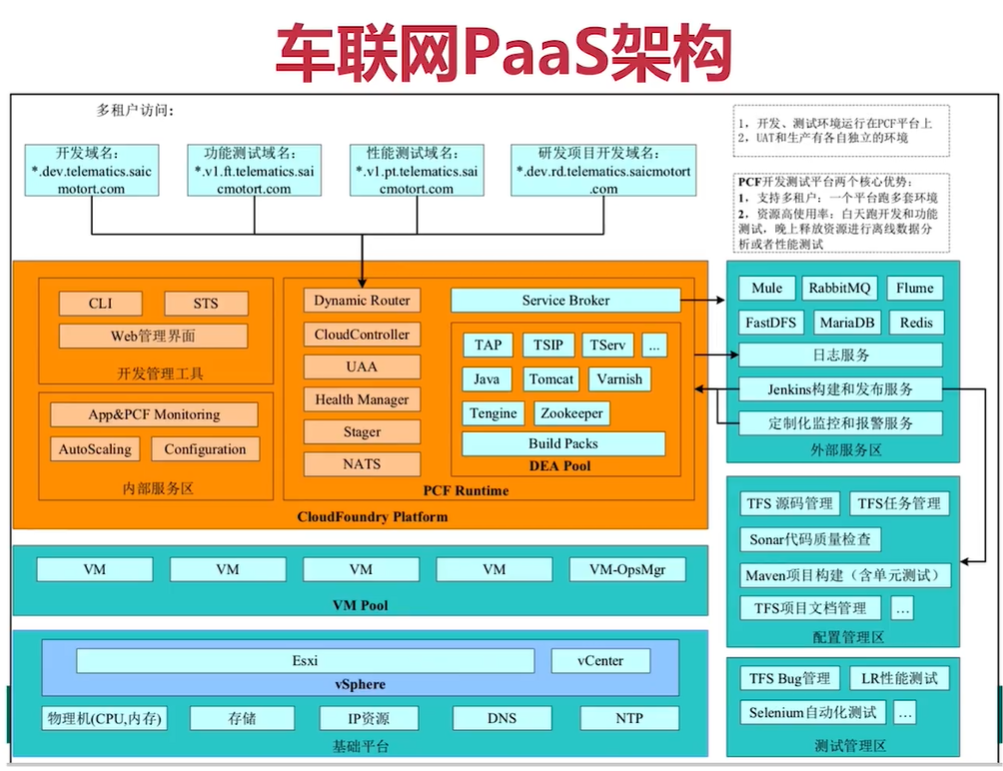 车联网PaaS架构
多租户访问：
开发域名：
*.dev.telematics.saic
motort.com
功能测试域名：
*.v1.ft.telematics.sai
cmotort.com
性能测试域名：
*.v1.pt.telematics.sai
cmotort.com
研发项目开发域名：
*.dev.rd.telematics.saicmotort
.com
1，开发、测试环境运行在PCF平台上
2，UAT和生产有各自独立的环境
PCF开发测试平台两个核心优势：
1，支持多租户：一个平台跑多套环境
2，资源高使用率：白天跑开发和功能
测试，晚上释放资源进行离线数据分
析或者性能测试
CLI
STS
Web管理界面
开发管理工具
App&PCF Monitoring
AutoScaling
Configuration
内部服务区
Dynamic Router
CloudController
UAA
Health Manager
Stager
NATS
Service Broker
TAP
TSIP
TServ
...
Java
Tomcat
Varnish
Tengine
Zookeeper
Build Packs
DEA Pool
PCF Runtime
CloudFoundry Platform
Mule
RabbitMQ
Flume
FastDFS
MariaDB
Redis
日志服务
Jenkins构建和发布服务
定制化监控和报警服务
外部服务区
TFS 源码管理
TFS任务管理
Sonar代码质量检查
Maven项目构建（含单元测试）
TFS项目文档管理
...
配置管理区
VM
VM
VM
VM
VM-OpsMgr
VM Pool
Esxi
vCenter
vSphere
物理机(CPU,内存)
存储
IP资源
DNS
NTP
基础平台
TFS Bug管理
LR性能测试
Selenium自动化测试
...
测试管理区